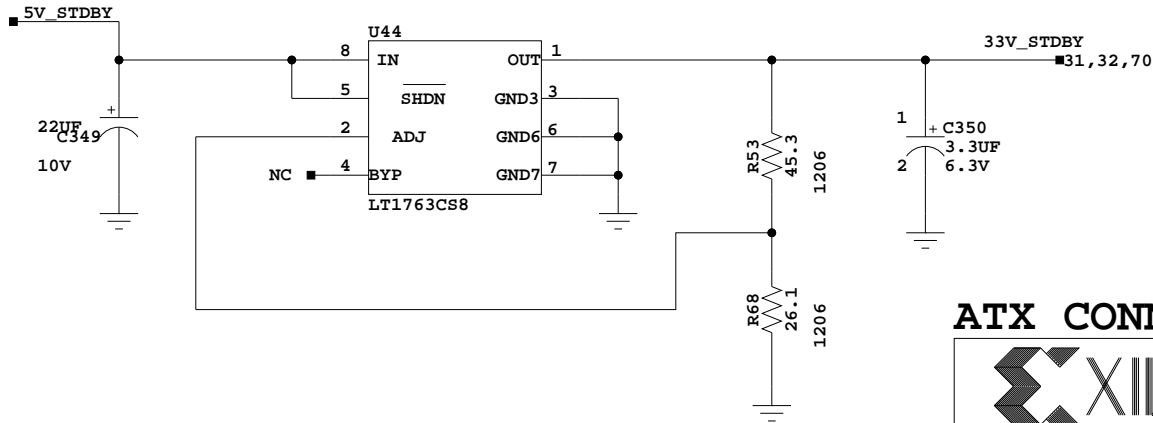 5V_STDBY
U44
33V_STDBY
8 IN OUT 1
31,32,70
5 SHDN GND3 3
22UF
C349
10V
2 ADJ GND6 6
NC 4 BYP GND7 7
LT1763CS8
R53
45.3
1206
1 + C350
3.3UF
2 6.3V
+
R68
26.1
1206
ATX